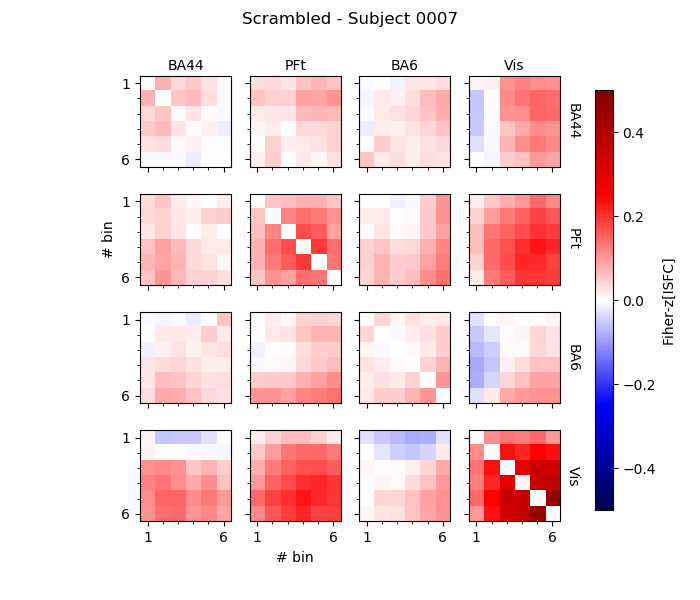 Scrambled - Subject 0007
BA44 PFt BA6 Vis
1
6
BA44
1
6
PFt
1
6
BA6
1
6
Vis
# bin
1 6 1 6 1 6 1 6
# bin
0.4
0.2
0.0
−0.2
−0.4
Fiher-z[ISFC]